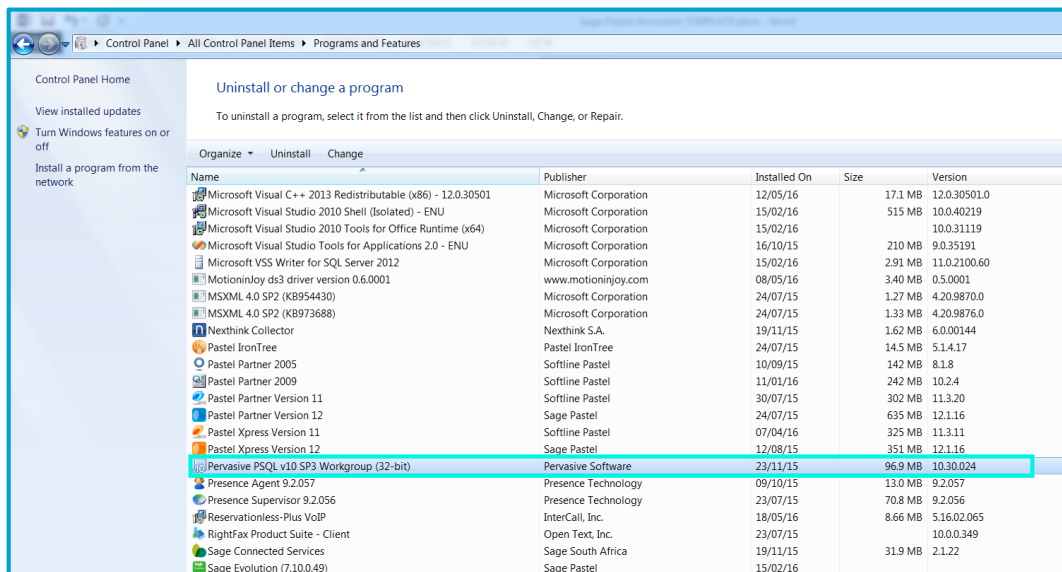 Sage Pastel Accounts TEMPLATE.docx - Word
Control Panel ▸ All Control Panel Items ▸ Programs and Features
Control Panel Home
View installed updates
Turn Windows features on or
off
Install a program from the
network
Uninstall or change a program
To uninstall a program, select it from the list and then click Uninstall, Change, or Repair.
Organize Uninstall Change
Name Publisher Installed On Size Version
Microsoft Visual C++ 2013 Redistributable (x86) - 12.0.30501 Microsoft Corporation 12/05/16 17.1 MB 12.0.30501.0
Microsoft Visual Studio 2010 Shell (Isolated) - ENU Microsoft Corporation 15/02/16 515 MB 10.0.40219
Microsoft Visual Studio 2010 Tools for Office Runtime (x64) Microsoft Corporation 15/02/16 10.0.31119
Microsoft Visual Studio Tools for Applications 2.0 - ENU Microsoft Corporation 16/10/15 210 MB 9.0.35191
Microsoft VSS Writer for SQL Server 2012 Microsoft Corporation 15/02/16 2.91 MB 11.0.2100.60
MotioninJoy ds3 driver version 0.6.0001 www.motioninjoy.com 08/05/16 3.40 MB 0.5.0001
MSXML 4.0 SP2 (KB954430) Microsoft Corporation 24/07/15 1.27 MB 4.20.9870.0
MSXML 4.0 SP2 (KB973688) Microsoft Corporation 24/07/15 1.33 MB 4.20.9876.0
Nexthink Collector Nexthink S.A. 19/11/15 1.62 MB 6.0.00144
Pastel IronTree Pastel IronTree 24/07/15 14.5 MB 5.1.4.17
Pastel Partner 2005 Softline Pastel 10/09/15 142 MB 8.1.8
Pastel Partner 2009 Softline Pastel 11/01/16 242 MB 10.2.4
Pastel Partner Version 11 Softline Pastel 30/07/15 302 MB 11.3.20
Pastel Partner Version 12 Sage Pastel 24/07/15 635 MB 12.1.16
Pastel Xpress Version 11 Softline Pastel 07/04/16 325 MB 11.3.11
Pastel Xpress Version 12 Sage Pastel 12/08/15 351 MB 12.1.16
Pervasive PSQL v10 SP3 Workgroup (32-bit) Pervasive Software 23/11/15 96.9 MB 10.30.024
Presence Agent 9.2.057 Presence Technology 09/10/15 13.0 MB 9.2.057
Presence Supervisor 9.2.056 Presence Technology 23/07/15 70.8 MB 9.2.056
Reservationless-Plus VoIP InterCall, Inc. 18/05/16 8.66 MB 5.16.02.165
RightFax Product Suite - Client Open Text, Inc. 23/07/15 10.0.0.349
Sage Connected Services Sage South Africa 19/11/15 31.9 MB 2.1.22
Sage Evolution (7.10.0.49) Sage Pastel 15/02/16